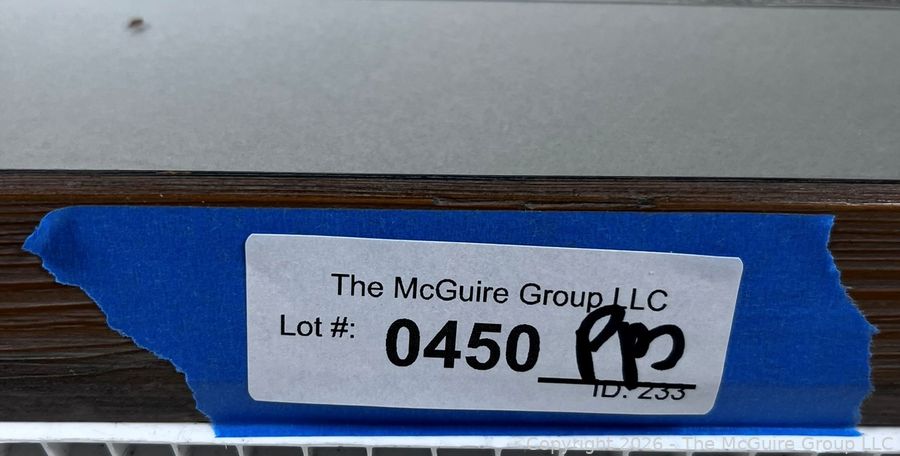 The McGuire Group LLC
Lot #: 0450
ID: 233
Copyright 2026 - The McGuire Group LLC